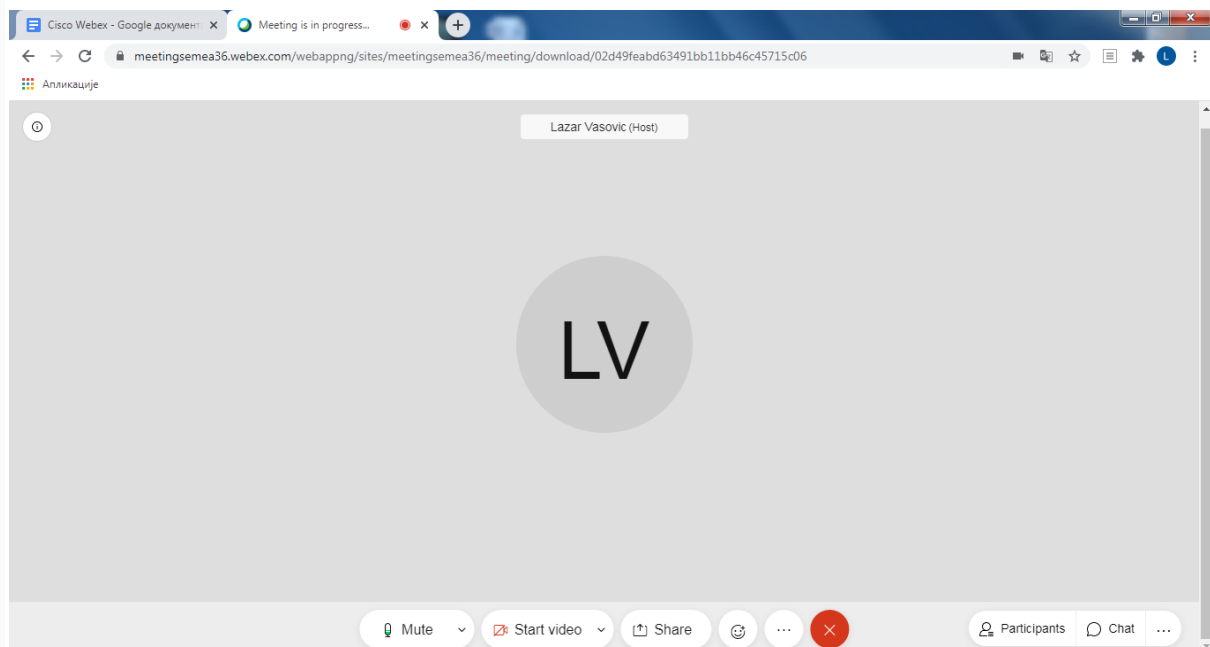 Cisco Webex - Google документ
Meeting is in progress...
meetingsemea36.webex.com/webappng/sites/meetingsemea36/meeting/download/02d49feabd63491bb11bb46c45715c06
L
Апликације
Lazar Vasovic (Host)
LV
Mute
Start video
Share
Participants
Chat